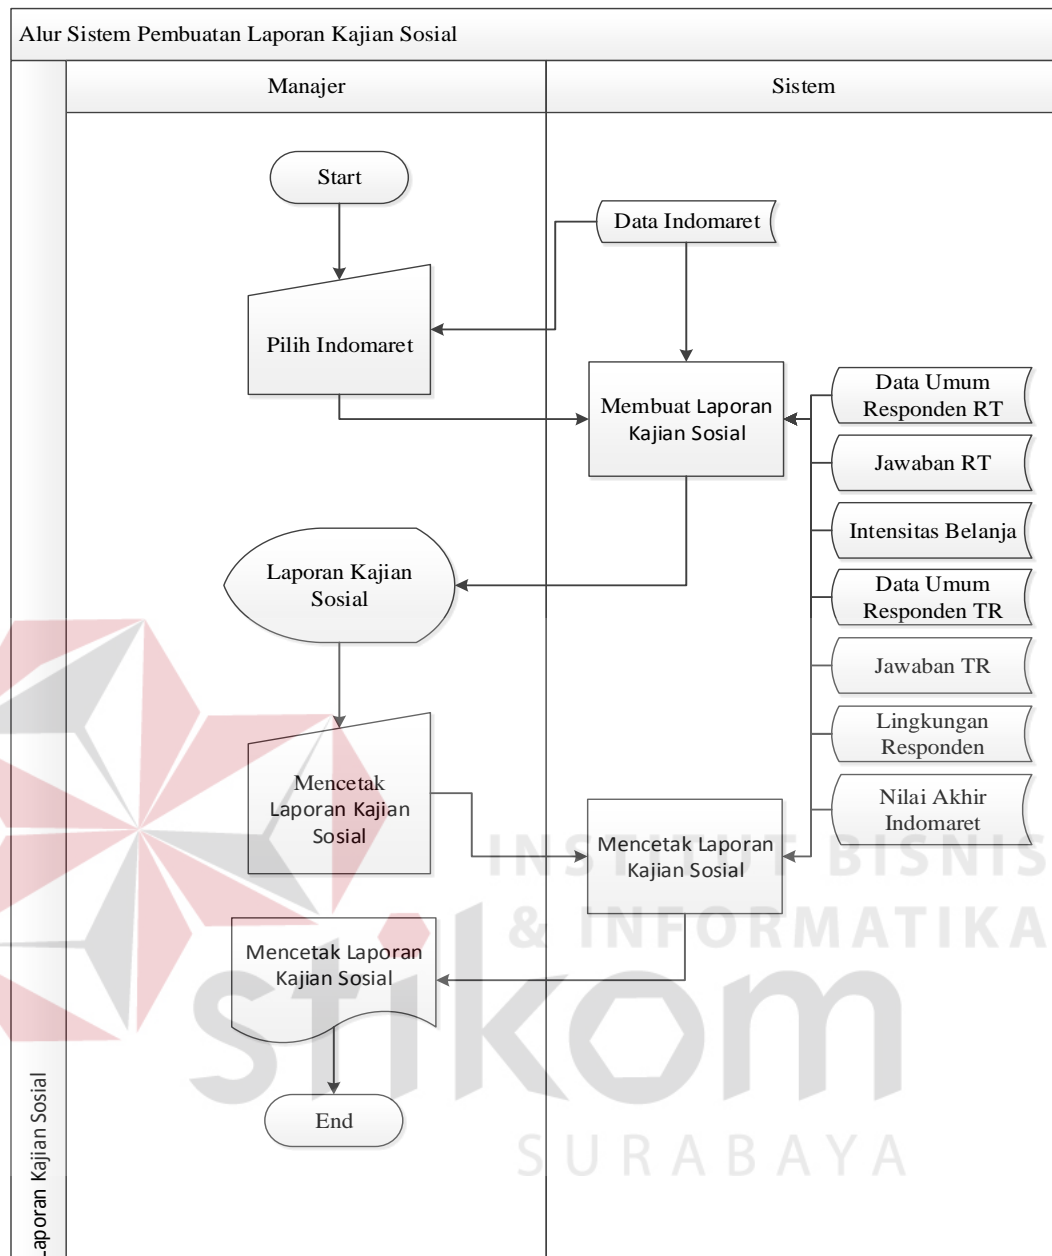 Alur Sistem Pembuatan Laporan Kajian Sosial
Manajer
Sistem
Start
Data Indomaret
Pilih Indomaret
Membuat Laporan
Kajian Sosial
Data Umum
Responden RT
Jawaban RT
Intensitas Belanja
Data Umum
Responden TR
Jawaban TR
Lingkungan
Responden
Nilai Akhir
Indomaret
Laporan Kajian
Sosial
Mencetak
Laporan Kajian
Sosial
Mencetak Laporan
Kajian Sosial
Mencetak Laporan
Kajian Sosial
End
Laporan Kajian Sosial
INSTITUT BISNIS
& INFORMATIKA
stikom
SURABAYA